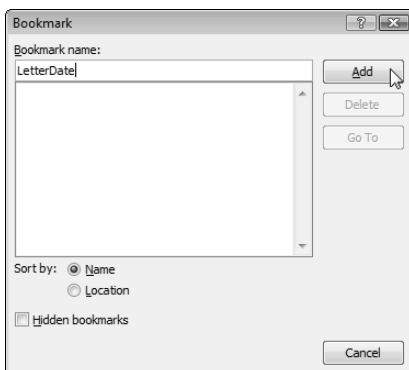 Bookmark
Bookmark name:
LetterDate
Add
Delete
Go To
Sort by: Name
Location
Hidden bookmarks
Cancel